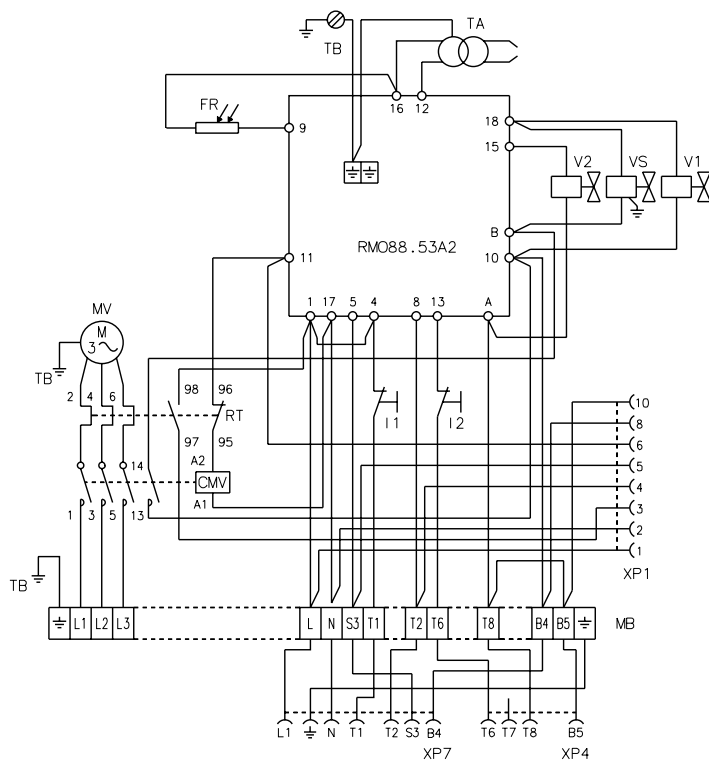 TA
TB
16 12
FR
9
18
15
V2 VS V1
B
RMO88.53A2
11
10
1 17 5 4 8 13 A
MV
M
3
TB
98 96
2 4 6
10
RT
I1 I2
8
97 95
6
A2
14
CMV
5
A1
4
1 3 5 13
3
2
1
XP1
TB
L1 L2 L3 L N S3 T1 T2 T6 T8 B4 B5
MB
L1 N T1 T2 S3 B4 T6 T7 T8 B5
XP7 XP4